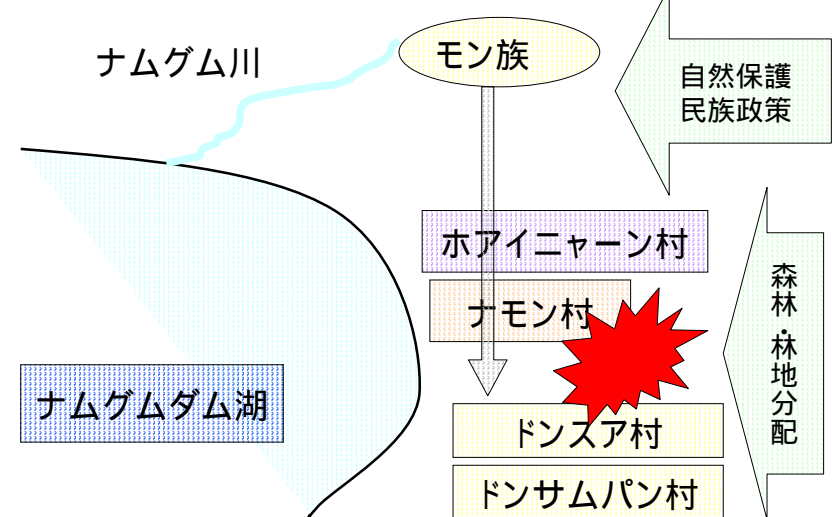 ナムグム川
モン族
自然保護
民族政策
ホアイニャーン村
ナモン村
森林・林地分配
ナムグムダム湖
ドンスア村
ドンサムパン村